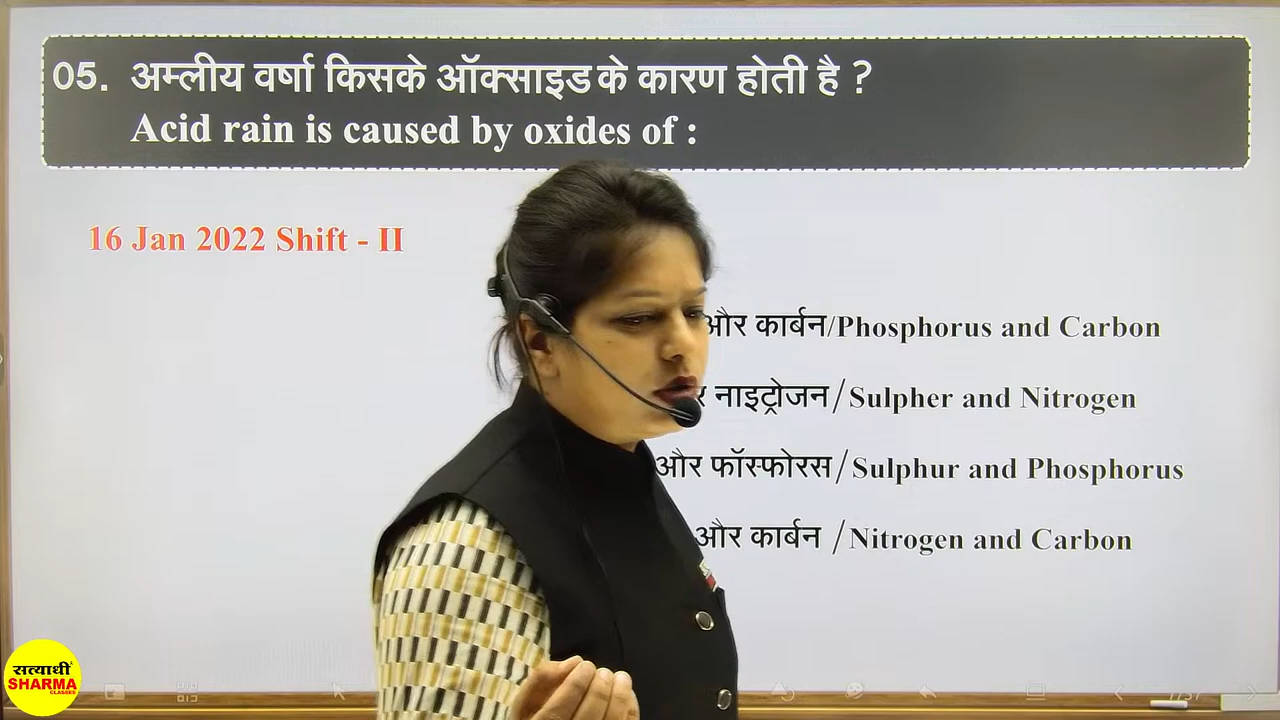 05. अम्लीय वर्षा किसके ऑक्साइड के कारण होती है ?
Acid rain is caused by oxides of :
16 Jan 2022 Shift - II
और कार्बन/Phosphorus and Carbon
नाइट्रोजन/Sulpher and Nitrogen
और फॉस्फोरस/Sulphur and Phosphorus
और कार्बन /Nitrogen and Carbon
सत्यार्थी
SHARMA
CLASSES